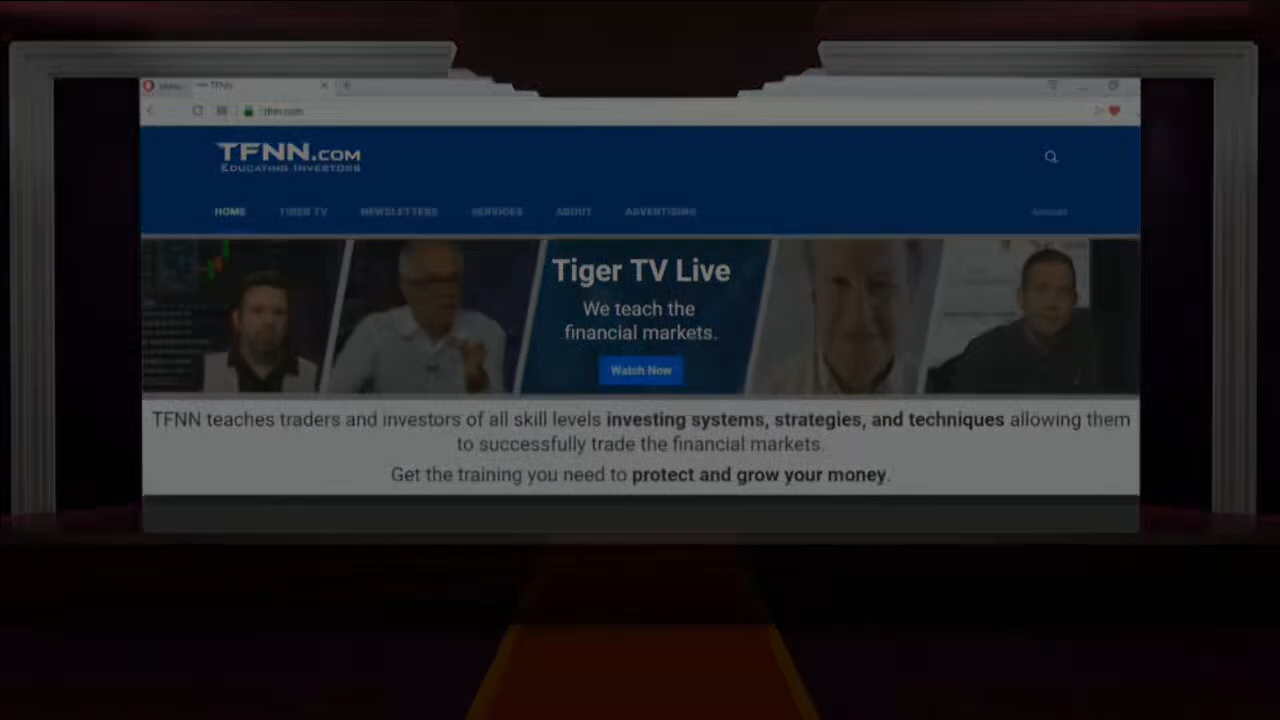 TFNN
TFNN.COM
EDUCATING INVESTORS
HOME TIGER TV NEWSLETTERS SERVICES ABOUT ADVERTISING
Account
Tiger TV Live
We teach the
financial markets.
Watch Now
TFNN teaches traders and investors of all skill levels investing systems, strategies, and techniques allowing them
to successfully trade the financial markets.
Get the training you need to protect and grow your money.